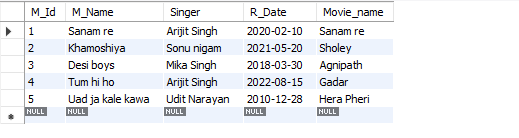 M_Id M_Name Singer R_Date Movie_name
1 Sanam re Arijit Singh 2020-02-10 Sanam re
2 Khamoshiya Sonu nigam 2021-05-20 Sholey
3 Desi boys Mika Singh 2018-03-30 Agnipath
4 Tum hi ho Arijit Singh 2022-08-15 Gadar
5 Uad ja kale kawa Udit Narayan 2010-12-28 Hera Pheri
NULL NULL NULL NULL NULL